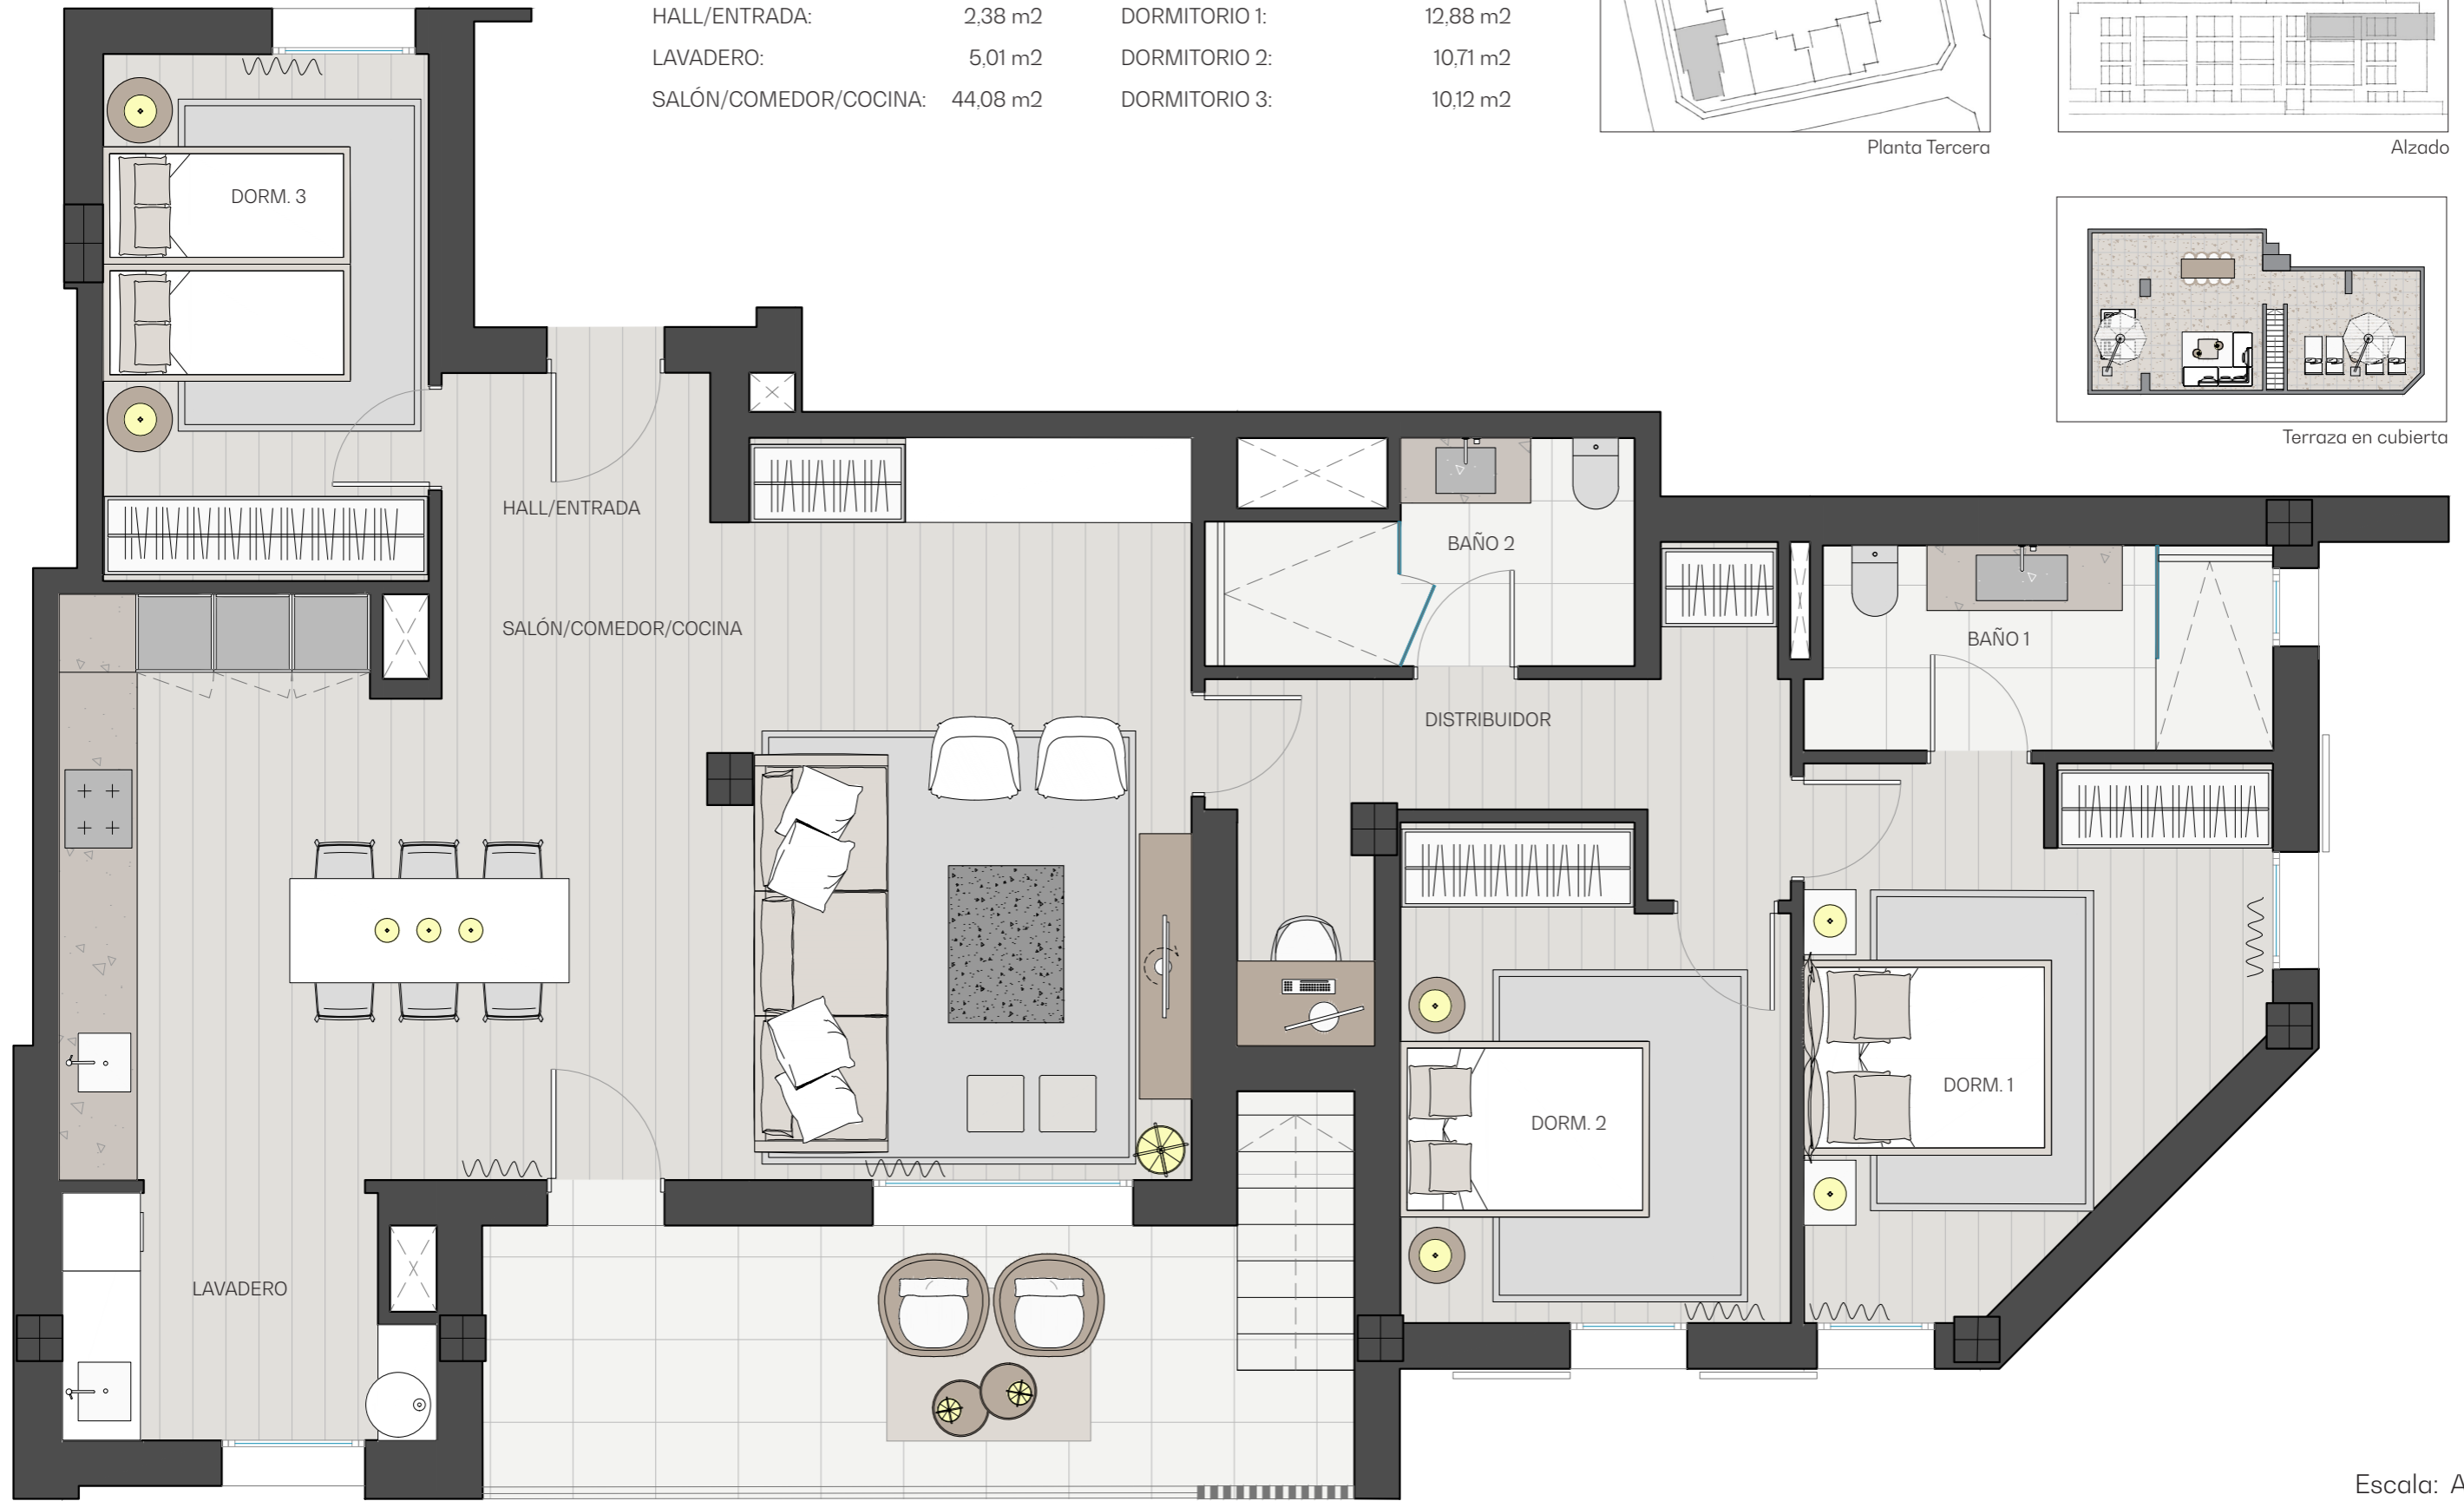 HALL/ENTRADA: 2,38 m2 DORMITORIO 1: 12,88 m2
LAVADERO: 5,01 m2 DORMITORIO 2: 10,71 m2
SALÓN/COMEDOR/COCINA: 44,08 m2 DORMITORIO 3: 10,12 m2
Planta Tercera
Alzado
DORM. 3
Terraza en cubierta
HALL/ENTRADA
BAÑO 2
SALÓN/COMEDOR/COCINA
BAÑO 1
DISTRIBUIDOR
DORM. 1
DORM. 2
LAVADERO
Escala: A